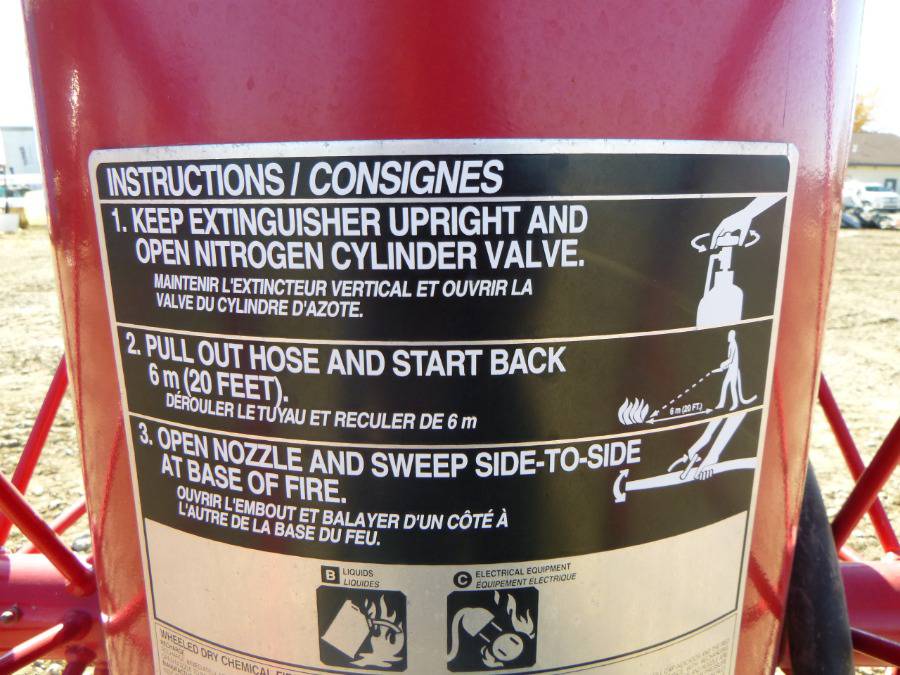 INSTRUCTIONS / CONSIGNES
1. KEEP EXTINGUISHER UPRIGHT AND
OPEN NITROGEN CYLINDER VALVE.
MAINTENIR L'EXTINCTEUR VERTICAL ET OUVRIR LA
VALVE DU CYLINDRE D'AZOTE.
2. PULL OUT HOSE AND START BACK
6 m (20 FEET).
DÉROULER LE TUYAU ET RECULER DE 6 m
6 m (20 FT.)
3. OPEN NOZZLE AND SWEEP SIDE-TO-SIDE
AT BASE OF FIRE.
OUVRIR L'EMBOUT ET BALAYER D'UN CÔTÉ À
L'AUTRE DE LA BASE DU FEU.
B LIQUIDS
LIQUIDES
C ELECTRICAL EQUIPMENT
ÉQUIPEMENT ÉLECTRIQUE
WHEELED DRY CHEMICAL
RECHARGE